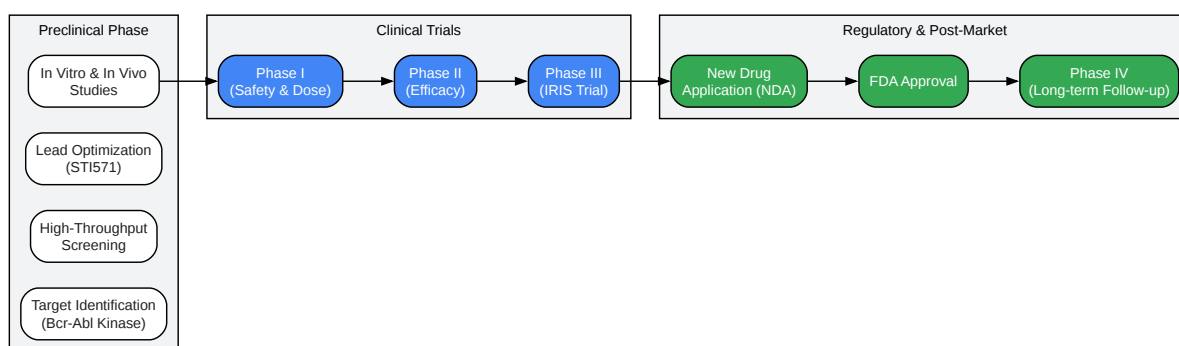 Preclinical Phase
In Vitro & In Vivo
Studies
Lead Optimization
(STI571)
High-Throughput
Screening
Target Identification
(Bcr-Abl Kinase)
Clinical Trials
Phase I
(Safety & Dose)
Phase II
(Efficacy)
Phase III
(IRIS Trial)
Regulatory & Post-Market
New Drug
Application (NDA)
FDA Approval
Phase IV
(Long-term Follow-up)